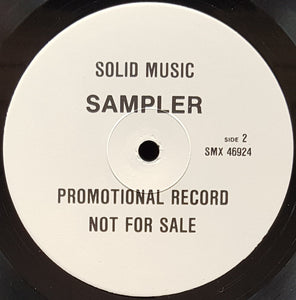 SOLID MUSIC
SAMPLER
SIDE 2
SMX 46924
PROMOTIONAL RECORD
NOT FOR SALE